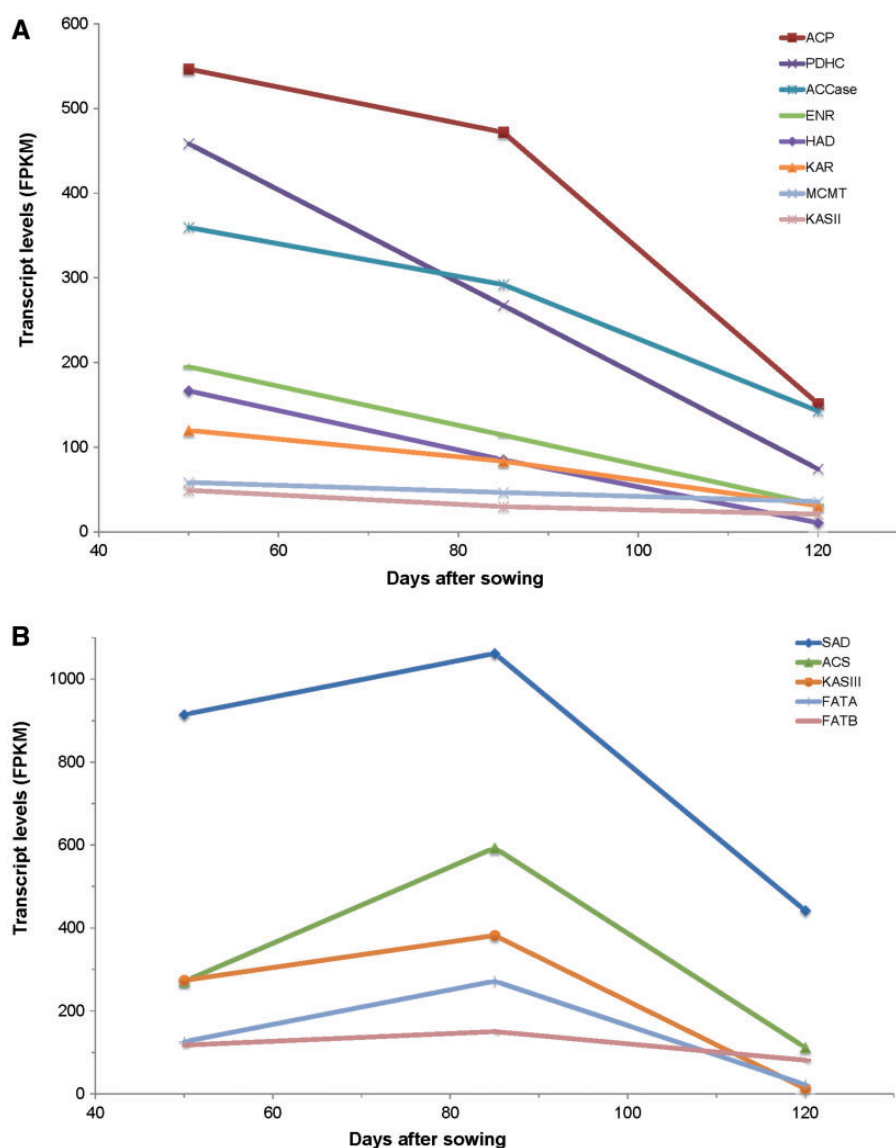 A
600
500
400
300
200
100
0
40
60
80
100
120
Transcript levels (FPKM)
Days after sowing
ACP
PDHC
ACCase
ENR
HAD
KAR
MCMT
KASII
B
1000
800
600
400
200
0
40
60
80
100
120
Transcript levels (FPKM)
Days after sowing
SAD
ACS
KASIII
FATA
FATB